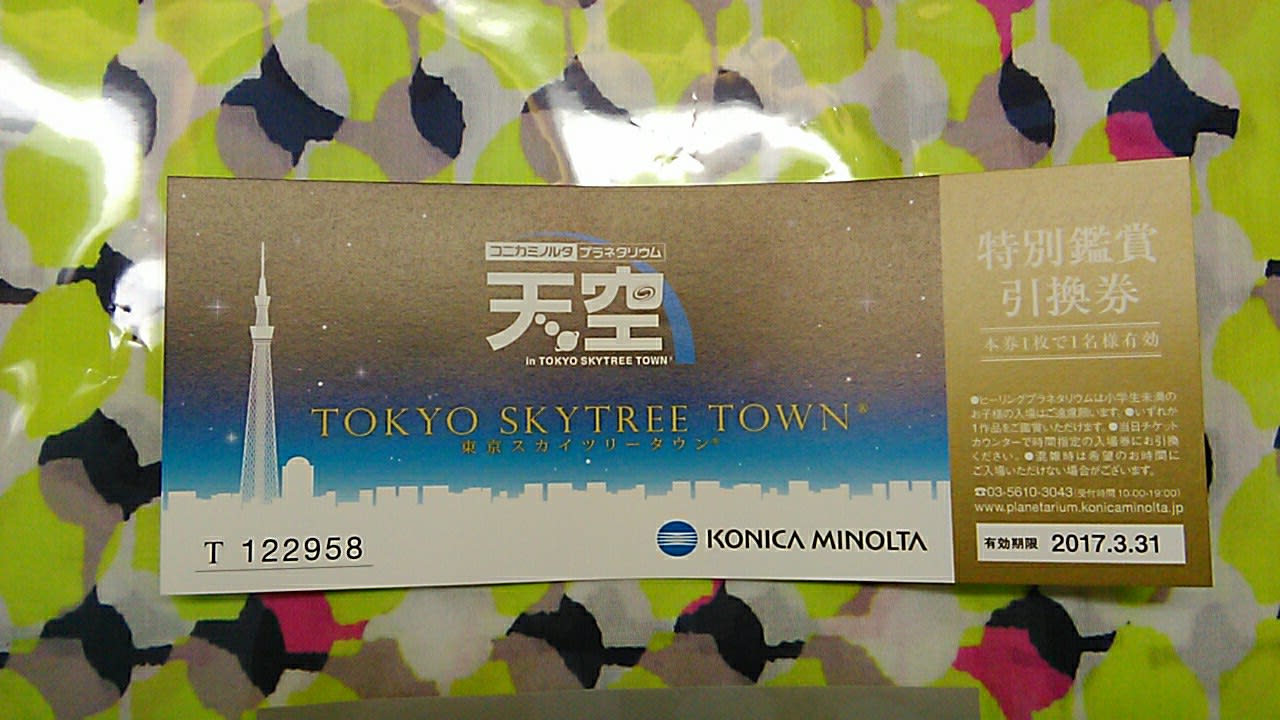 コニカミノルタ プラネタリウム
天空
in TOKYO SKYTREE TOWN®
TOKYO SKYTREE TOWN®
東京スカイツリータウン®
T 122958
KONICA MINOLTA
特別鑑賞
引換券
本券1枚で1名様有効
●ヒーリングプラネタリウムは小学生未満の
お子様の入場はご遠慮願います。●いずれか
1作品をご鑑賞いただけます。●当日チケット
カウンターで時間指定の入場券にお引換
ください。●混雑時は希望のお時間に
ご入場いただけない場合がございます。
☎03-5610-3043(受付時間 10:00-19:00)
www.planetarium.konicaminolta.jp
有効期限 2017.3.31